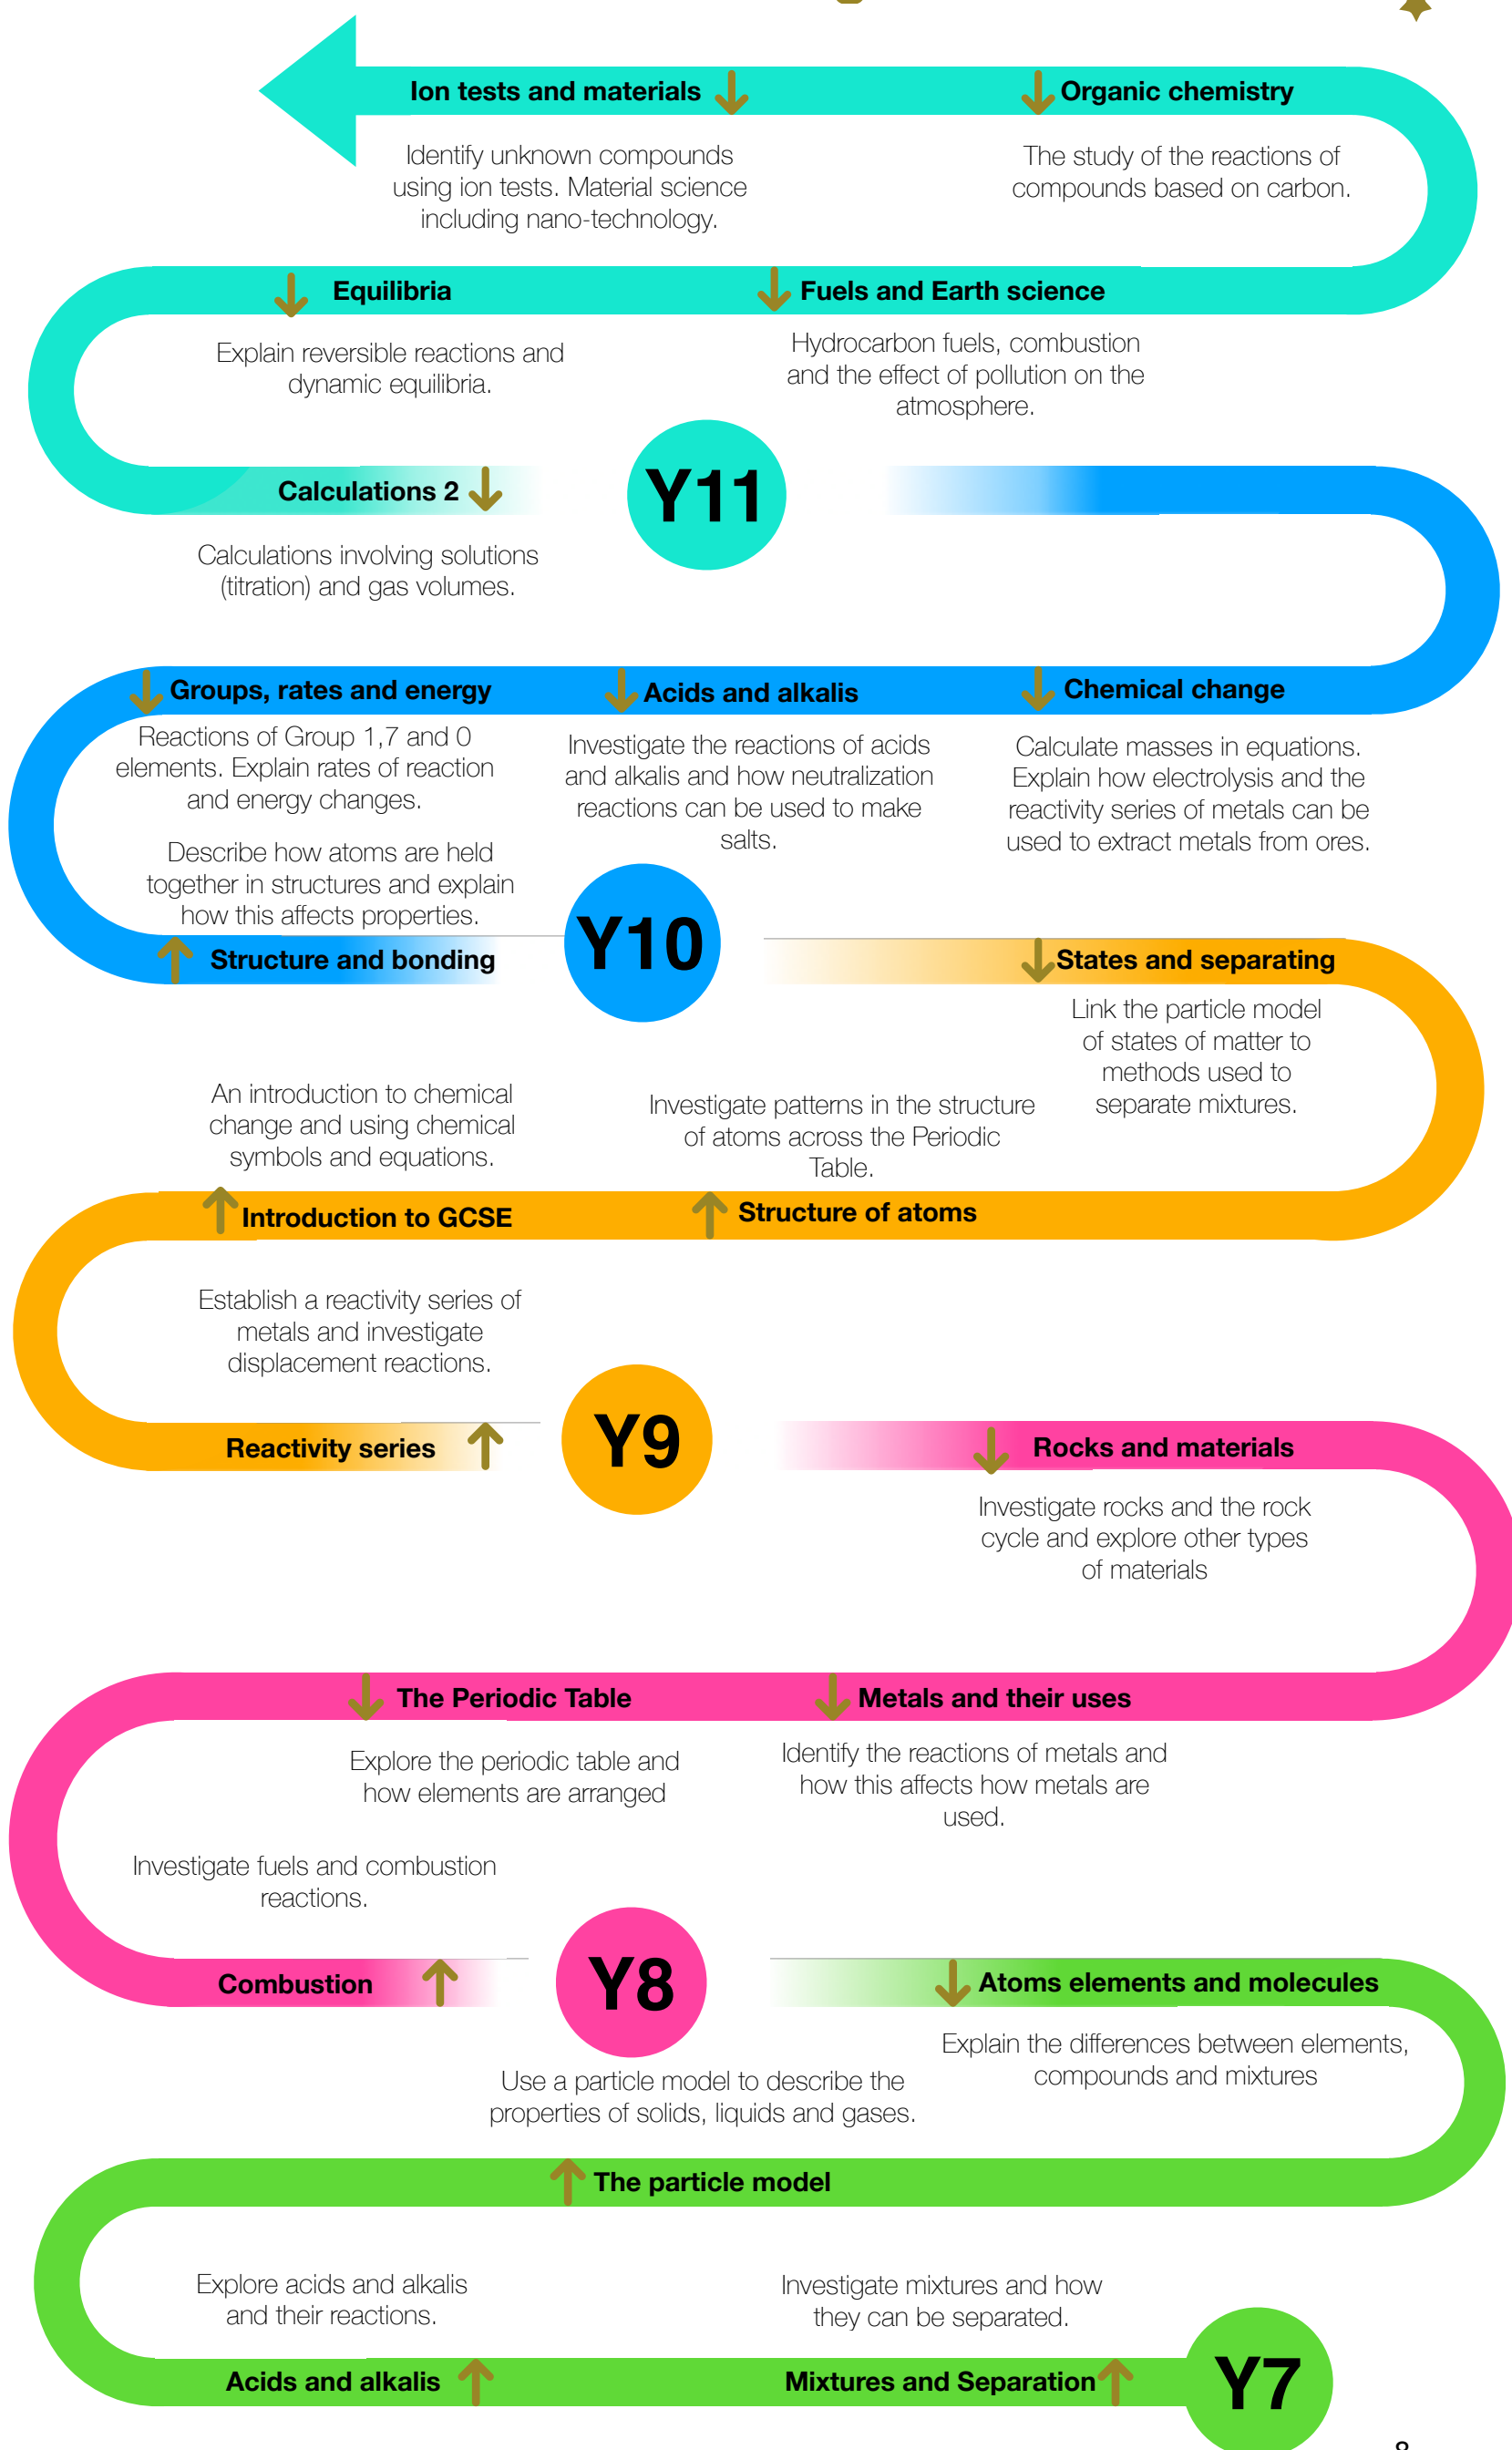 Ion tests and materials
Organic chemistry
Identify unknown compounds
using ion tests. Material science
including nano-technology.
The study of the reactions of
compounds based on carbon.
Equilibria
Fuels and Earth science
Explain reversible reactions and
dynamic equilibria.
Hydrocarbon fuels, combustion
and the effect of pollution on the
atmosphere.
Calculations 2
Y11
Calculations involving solutions
(titration) and gas volumes.
Groups, rates and energy
Acids and alkalis
Chemical change
Reactions of Group 1,7 and 0
elements. Explain rates of reaction
and energy changes.
Investigate the reactions of acids
and alkalis and how neutralization
reactions can be used to make
salts.
Calculate masses in equations.
Explain how electrolysis and the
reactivity series of metals can be
used to extract metals from ores.
Describe how atoms are held
together in structures and explain
how this affects properties.
Structure and bonding
Y10
States and separating
Link the particle model
of states of matter to
methods used to
separate mixtures.
An introduction to chemical
change and using chemical
symbols and equations.
Investigate patterns in the structure
of atoms across the Periodic
Table.
Introduction to GCSE
Structure of atoms
Establish a reactivity series of
metals and investigate
displacement reactions.
Reactivity series
Y9
Rocks and materials
Investigate rocks and the rock
cycle and explore other types
of materials
The Periodic Table
Metals and their uses
Explore the periodic table and
how elements are arranged
Identify the reactions of metals and
how this affects how metals are
used.
Investigate fuels and combustion
reactions.
Combustion
Y8
Atoms elements and molecules
Explain the differences between elements,
compounds and mixtures
Use a particle model to describe the
properties of solids, liquids and gases.
The particle model
Explore acids and alkalis
and their reactions.
Investigate mixtures and how
they can be separated.
Acids and alkalis
Mixtures and Separation
Y7